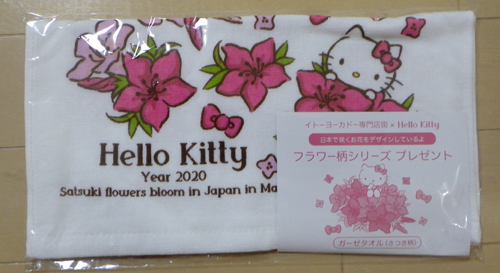 Hello Kitty
Year 2020
Satsuki flowers bloom in Japan in Ma
イトーヨーカドー専門店街 × Hello Kitty
日本で咲くお花をデザインしているよ
フラワー柄シリーズ プレゼント
ガーゼタオル（さつき柄）